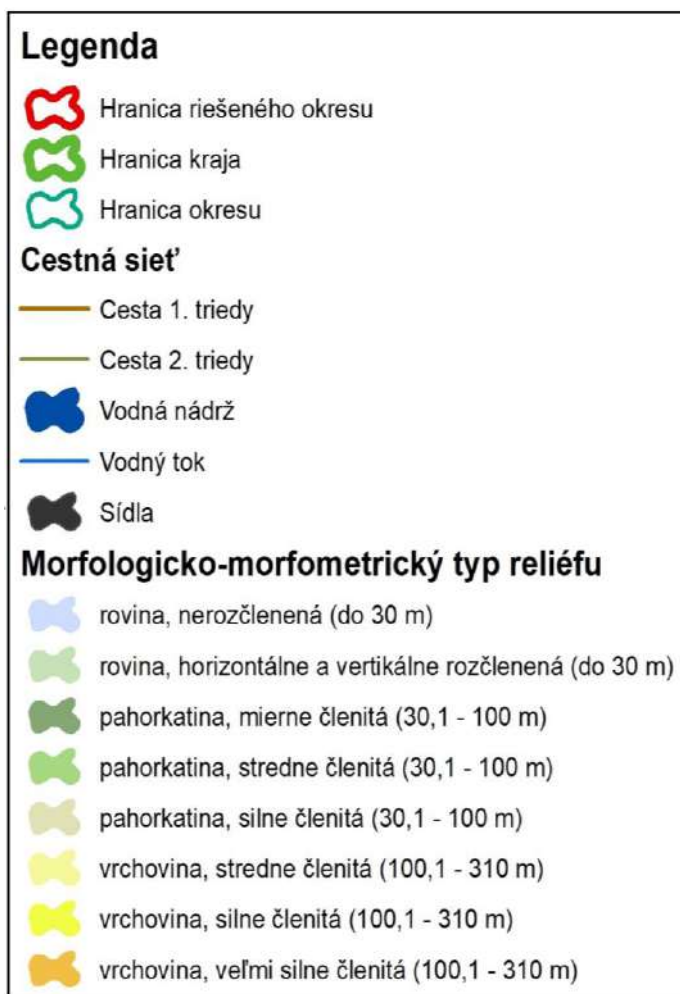 Legenda
Hranica riešeného okresu
Hranica kraja
Hranica okresu
Cestná sieť
Cesta 1. triedy
Cesta 2. triedy
Vodná nádrž
Vodný tok
Sídla
Morfologicko-morfometrický typ reliéfu
rovina, nerozčlenená (do 30 m)
rovina, horizontálne a vertikálne rozčlenená (do 30 m)
pahorkatina, mierne členitá (30,1 - 100 m)
pahorkatina, stredne členitá (30,1 - 100 m)
pahorkatina, silne členitá (30,1 - 100 m)
vrchovina, stredne členitá (100,1 - 310 m)
vrchovina, silne členitá (100,1 - 310 m)
vrchovina, veľmi silne členitá (100,1 - 310 m)